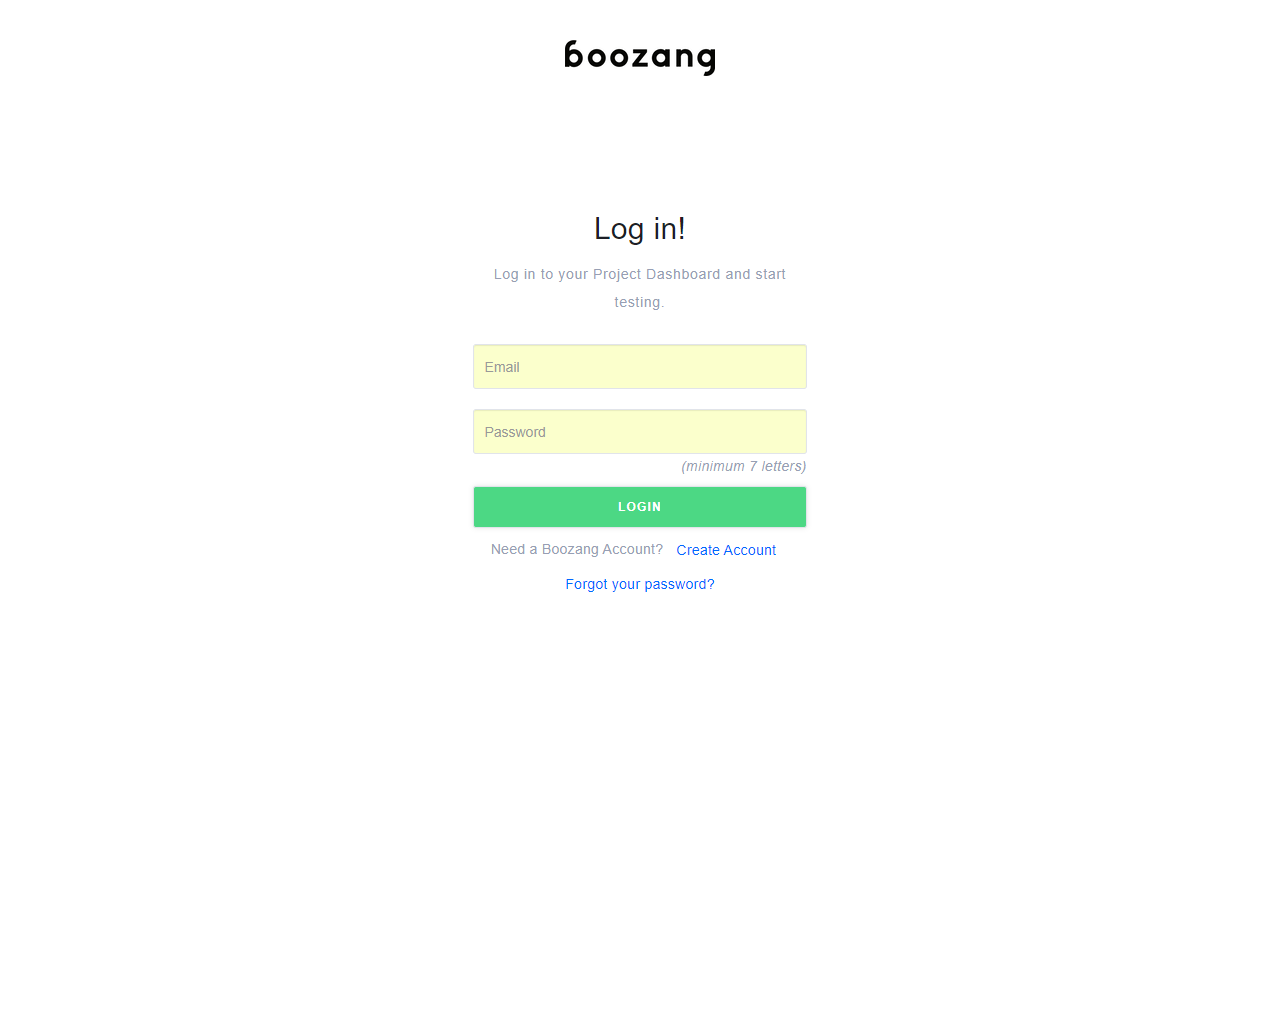 boozang
Log in!
Log in to your Project Dashboard and start
testing.
Email
Password
(minimum 7 letters)
LOGIN
Need a Boozang Account? Create Account
Forgot your password?